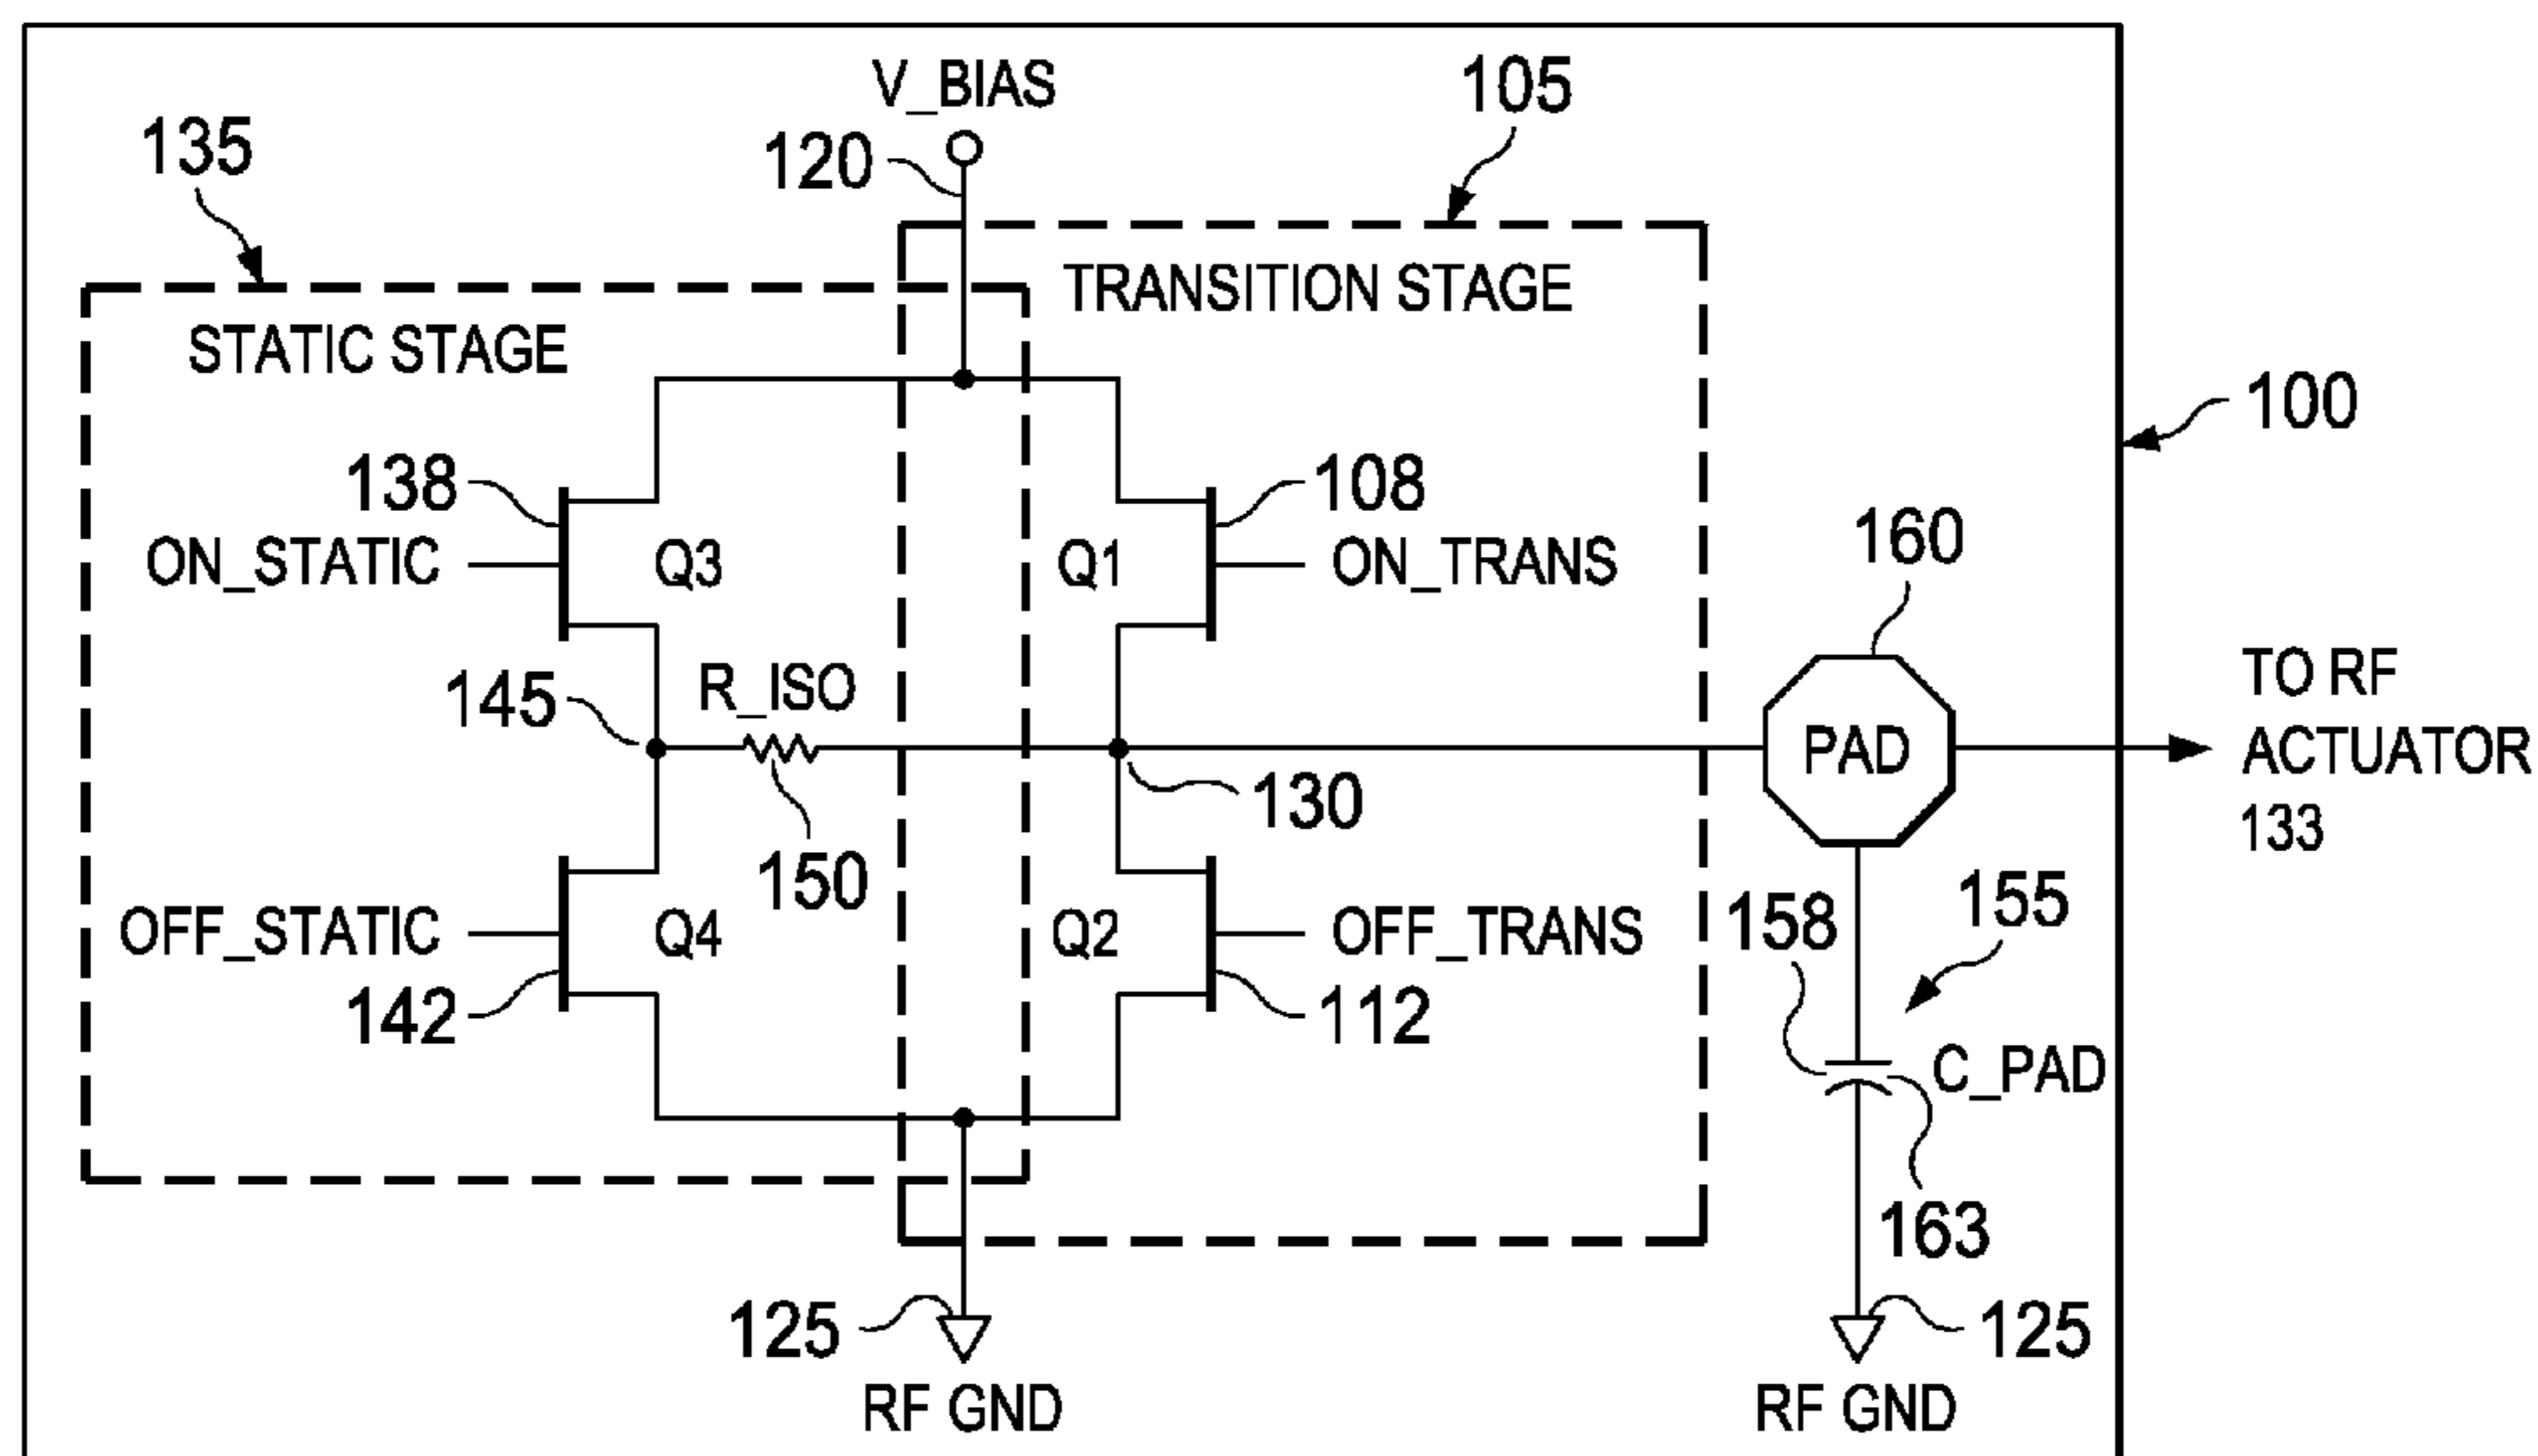 V_BIAS
105
135
120
TRANSITION STAGE
STATIC STAGE
100
138
108
ON_STATIC
Q3
Q1
ON_TRANS
160
145
R_ISO
PAD
TO RF
ACTUATOR
133
130
150
158
155
OFF_STATIC
Q4
Q2
OFF_TRANS
142
112
C_PAD
163
125
125
RF GND
RF GND